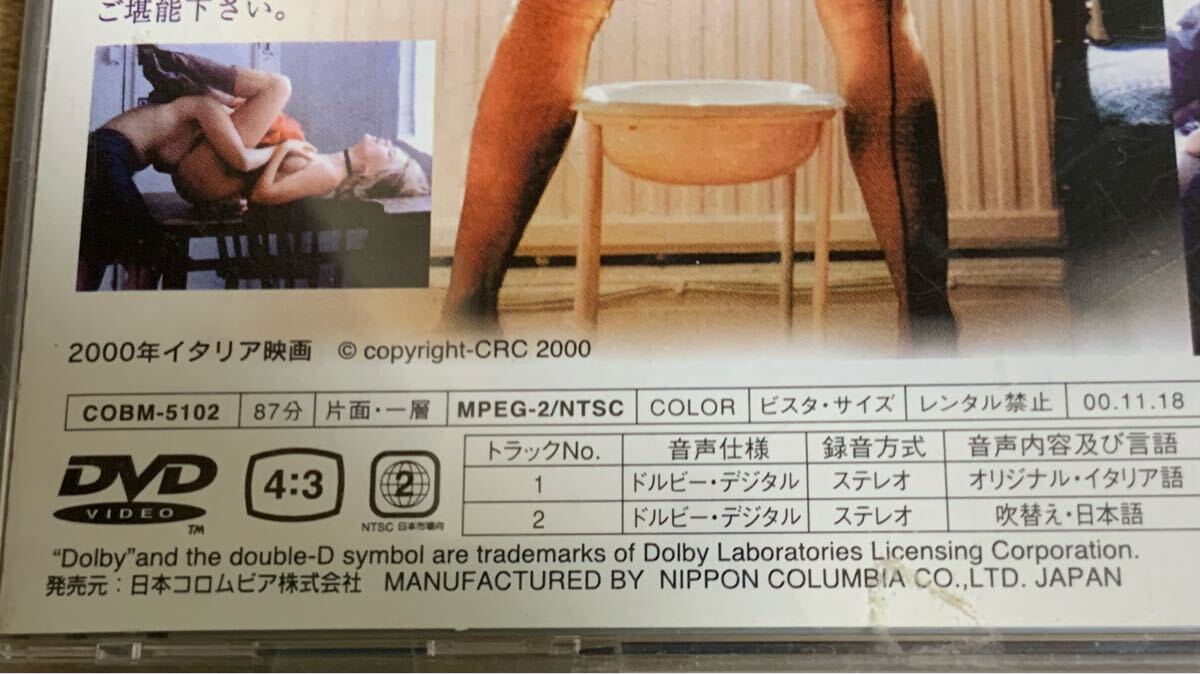 ご堪能下さい。
2000年イタリア映画 © copyright-CRC 2000
COBM-5102 87分 片面・一層 MPEG-2/NTSC COLOR ビスタ・サイズ レンタル禁止 00.11.18
DVD
VIDEO
TM
4:3
2
NTSC 日本市場向
トラックNo. 音声仕様 録音方式 音声内容及び言語
1 ドルビー・デジタル ステレオ オリジナル・イタリア語
2 ドルビー・デジタル ステレオ 吹替え・日本語
“Dolby”and the double-D symbol are trademarks of Dolby Laboratories Licensing Corporation.
発売元:日本コロムビア株式会社 MANUFACTURED BY NIPPON COLUMBIA CO.,LTD. JAPAN